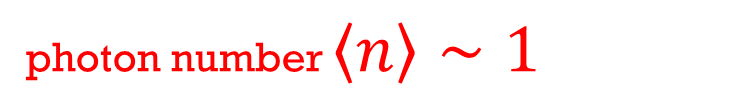 photon number ⟨n⟩ ~ 1